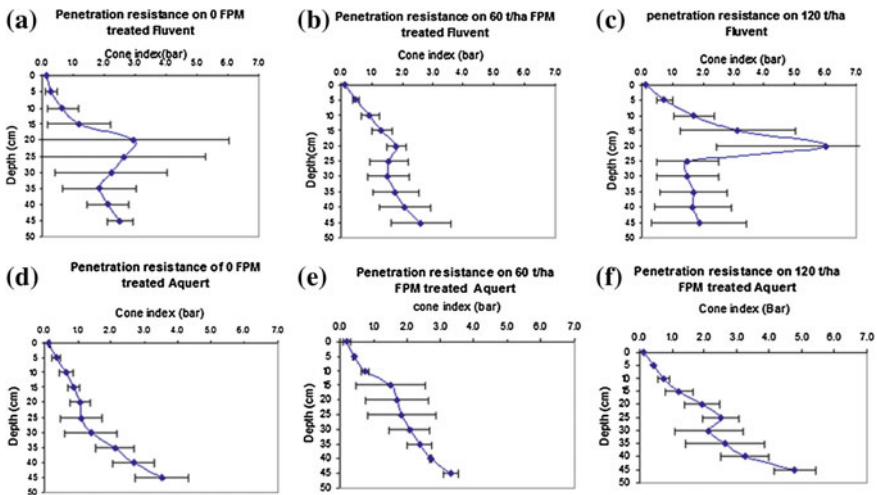 (a) Penetration resistance on 0 FPM
treated Fluvent
Cone index(bar)
0.0 1.0 2.0 3.0 4.0 5.0 6.0 7.0
Depth (cm)
0
5
10
15
20
25
30
35
40
45
50
(b) Penetration resistance on 60 t/ha FPM
treated Fluvent
Cone index (bar)
0.0 1.0 2.0 3.0 4.0 5.0 6.0 7.0
Depth(cm)
0
5
10
15
20
25
30
35
40
45
50
(c) penetration resistance on 120 t/ha
Fluvent
Cone index (bar)
0.0 1.0 2.0 3.0 4.0 5.0 6.0 7.0
Depth (cm)
0
5
10
15
20
25
30
35
40
45
50
(d) Penetration resistance of 0 FPM
treated Aquert
Cone index (bar)
0.0 1.0 2.0 3.0 4.0 5.0 6.0 7.0
Depth (cm)
0
5
10
15
20
25
30
35
40
45
50
(e) Penetration resistance on 60 t/ha
FPM treated Aquert
cone index (bar)
0.0 1.0 2.0 3.0 4.0 5.0 6.0 7.0
Depth (cm)
0
5
10
15
20
25
30
35
40
45
50
(f) Penetration resistance on 120 t/ha
FPM treated Aquert
Cone index (Bar)
0.0 1.0 2.0 3.0 4.0 5.0 6.0 7.0
Depth (cm)
0
5
10
15
20
25
30
35
40
45
50